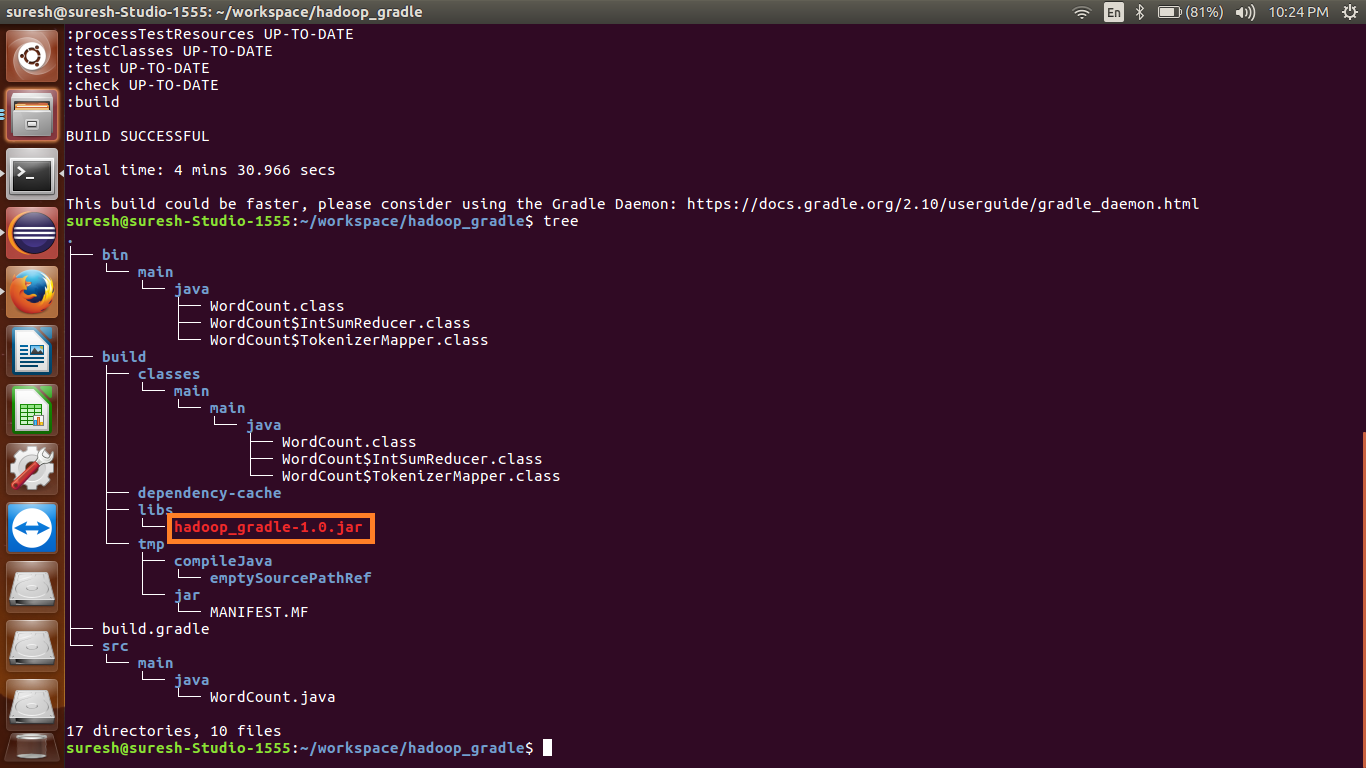 suresh@suresh-Studio-1555: ~/workspace/hadoop_gradle En (81%) 10:24 PM
:processTestResources UP-TO-DATE
:testClasses UP-TO-DATE
:test UP-TO-DATE
:check UP-TO-DATE
:build
BUILD SUCCESSFUL
Total time: 4 mins 30.966 secs
This build could be faster, please consider using the Gradle Daemon: https://docs.gradle.org/2.10/userguide/gradle_daemon.html
suresh@suresh-Studio-1555:~/workspace/hadoop_gradle$ tree
.
├── bin
│   └── main
│       └── java
│           ├── WordCount.class
│           ├── WordCount$IntSumReducer.class
│           └── WordCount$TokenizerMapper.class
├── build
│   ├── classes
│   │   └── main
│   │       └── main
│   │           └── java
│   │               ├── WordCount.class
│   │               ├── WordCount$IntSumReducer.class
│   │               └── WordCount$TokenizerMapper.class
│   ├── dependency-cache
│   ├── libs
│   │   └── hadoop_gradle-1.0.jar
│   └── tmp
│       ├── compileJava
│       │   └── emptySourcePathRef
│       └── jar
│           └── MANIFEST.MF
├── build.gradle
└── src
    └── main
        └── java
            └── WordCount.java
17 directories, 10 files
suresh@suresh-Studio-1555:~/workspace/hadoop_gradle$